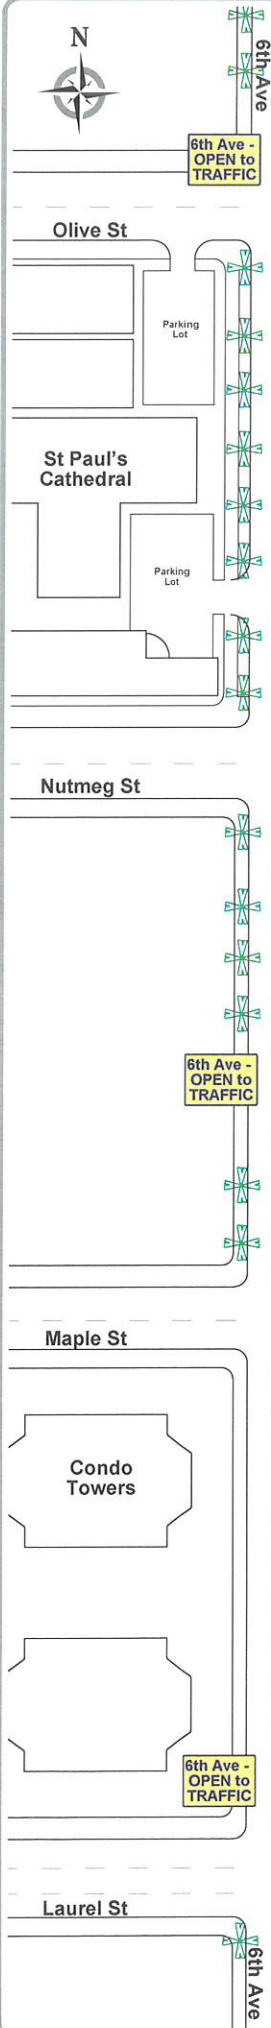 N
6th Ave
6th Ave -
OPEN to
TRAFFIC
Olive St
Parking
Lot
St Paul's
Cathedral
Parking
Lot
Nutmeg St
6th Ave -
OPEN to
TRAFFIC
Maple St
Condo
Towers
6th Ave -
OPEN to
TRAFFIC
Laurel St
6th Ave